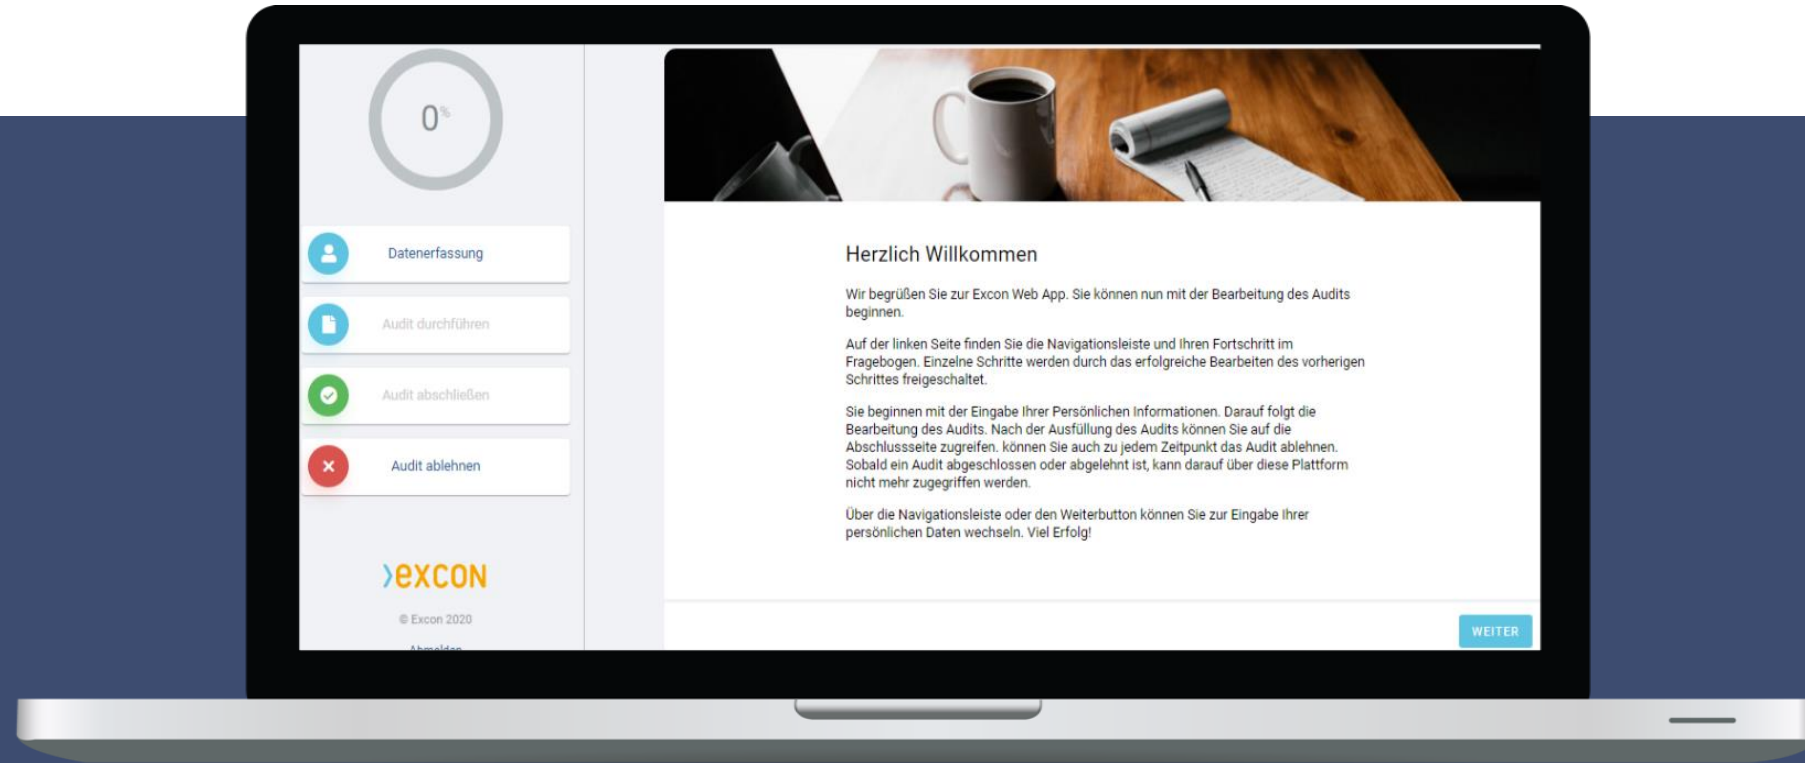 0%
Datenerfassung
Audit durchführen
Audit abschließen
Audit ablehnen
excon
© Excon 2020
Abmelden
Herzlich Willkommen
Wir begrüßen Sie zur Excon Web App. Sie können nun mit der Bearbeitung des Audits
beginnen.
Auf der linken Seite finden Sie die Navigationsleiste und Ihren Fortschritt im
Fragebogen. Einzelne Schritte werden durch das erfolgreiche Bearbeiten des vorherigen
Schrittes freigeschaltet.
Sie beginnen mit der Eingabe Ihrer Persönlichen Informationen. Darauf folgt die
Bearbeitung des Audits. Nach der Ausfüllung des Audits können Sie auf die
Abschlussseite zugreifen. können Sie auch zu jedem Zeitpunkt das Audit ablehnen.
Sobald ein Audit abgeschlossen oder abgelehnt ist, kann darauf über diese Plattform
nicht mehr zugegriffen werden.
Über die Navigationsleiste oder den Weiterbutton können Sie zur Eingabe Ihrer
persönlichen Daten wechseln. Viel Erfolg!
WEITER